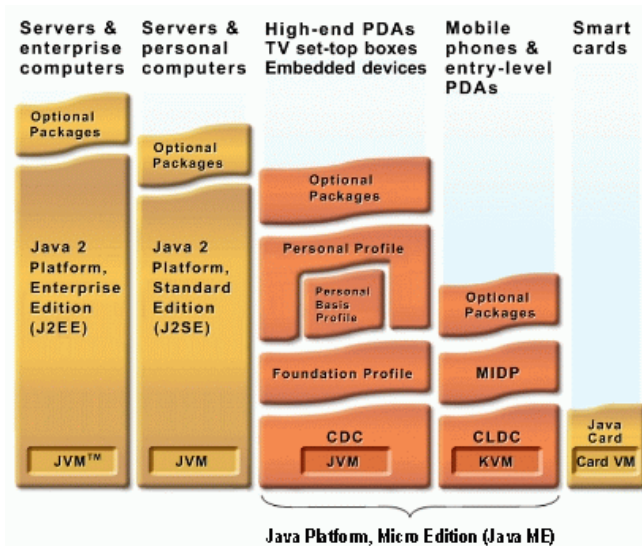 Servers &
enterprise
computers
Servers &
personal
computers
High-end PDAs
TV set-top boxes
Embedded devices
Mobile
phones &
entry-level
PDAs
Smart
cards
Optional
Packages
Java 2
Platform,
Enterprise
Edition
(J2EE)
JVM™
Optional
Packages
Java 2
Platform,
Standard
Edition
(J2SE)
JVM
Optional
Packages
Personal Profile
Personal
Basis
Profile
Foundation Profile
CDC
JVM
Optional
Packages
MIDP
CLDC
KVM
Java
Card
Card VM
Java Platform, Micro Edition (Java ME)